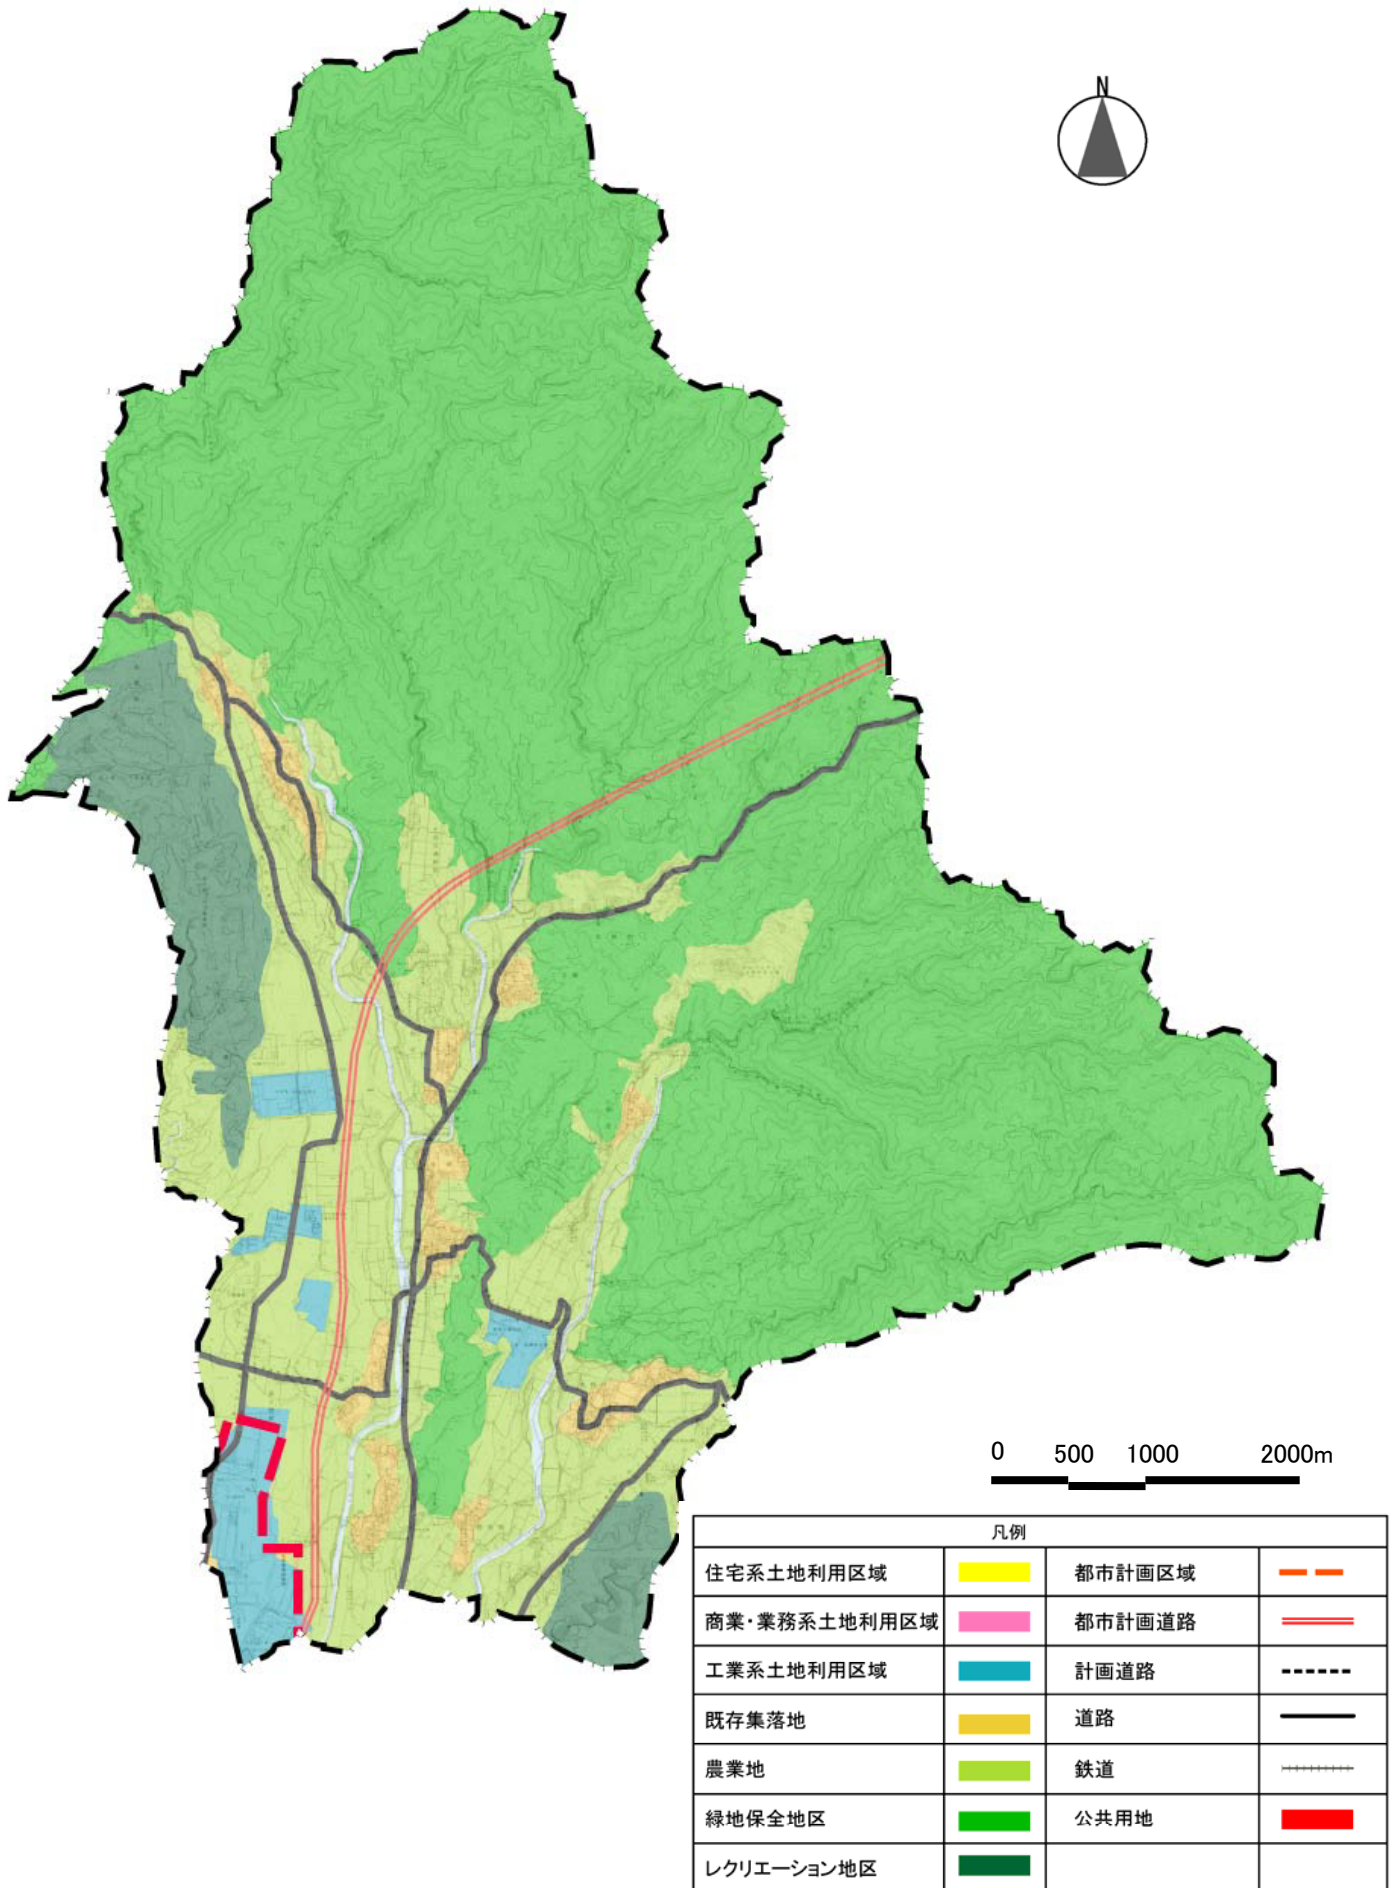 N
0 500 1000 2000m
凡例
住宅系土地利用区域 都市計画区域
商業・業務系土地利用区域 都市計画道路
工業系土地利用区域 計画道路
既存集落地 道路
農業地 鉄道
緑地保全地区 公共用地
レクリエーション地区